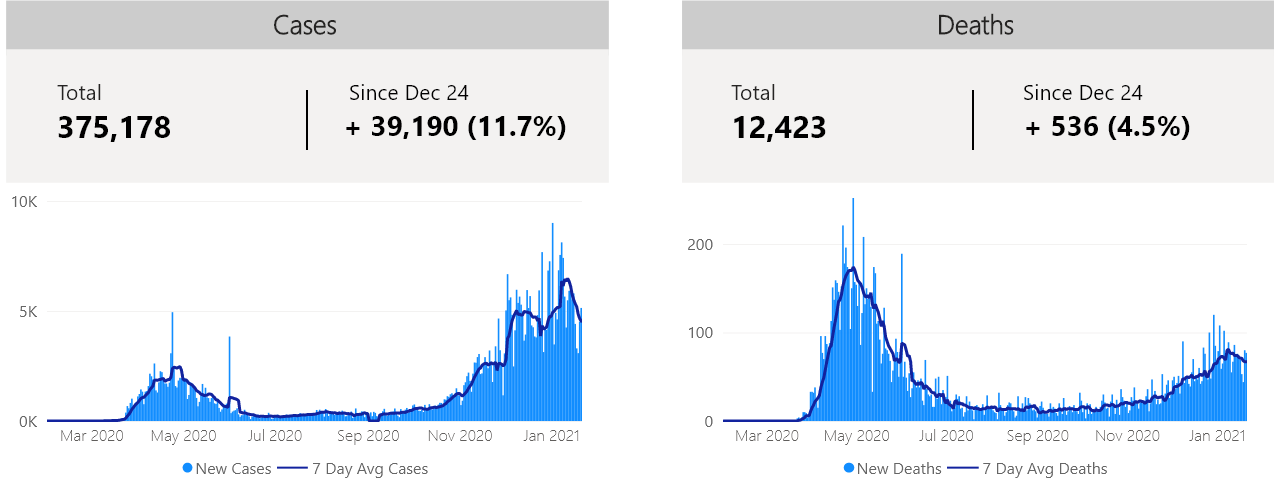 Cases
Total
375,178
Since Dec 24
+ 39,190 (11.7%)
10K
5K
0K
Mar 2020 May 2020 Jul 2020 Sep 2020 Nov 2020 Jan 2021
New Cases 7 Day Avg Cases
Deaths
Total
12,423
Since Dec 24
+ 536 (4.5%)
200
100
0
Mar 2020 May 2020 Jul 2020 Sep 2020 Nov 2020 Jan 2021
New Deaths 7 Day Avg Deaths